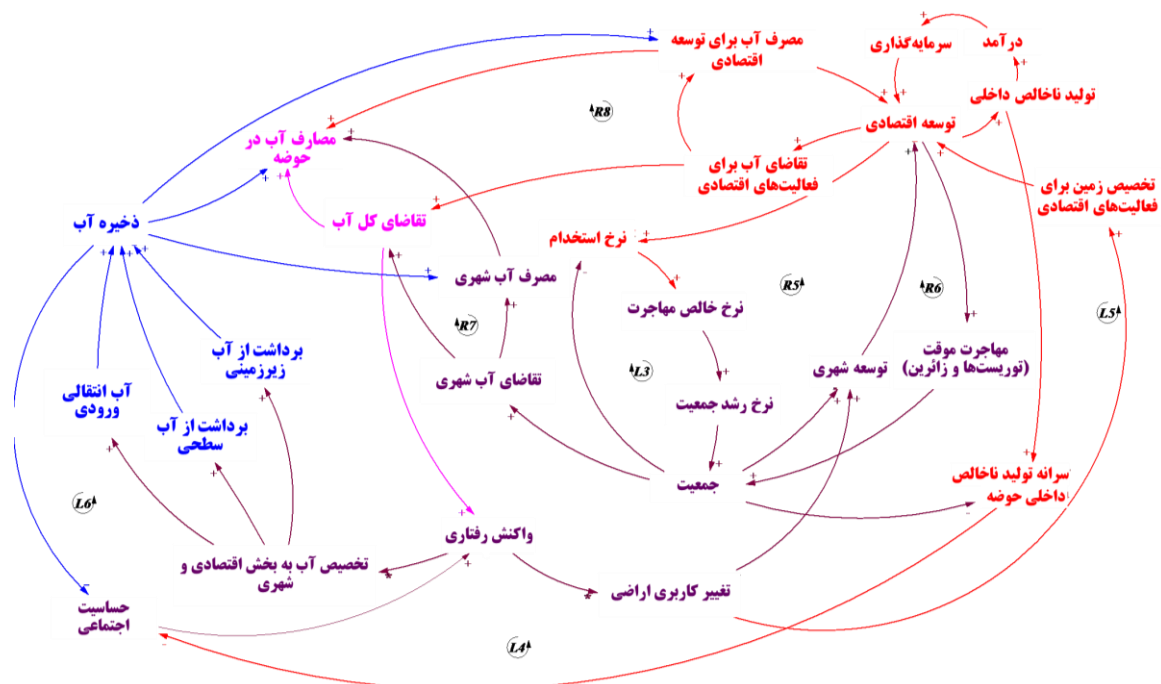 مصرف آب برای توسعه
اقتصادی
سرمایه‌گذاری
درآمد
تولید ناخالص داخلی
R8
توسعه اقتصادی
مصارف آب در
حوضه
تقاضای آب برای
فعالیت‌های اقتصادی
تخصیص زمین برای
فعالیت‌های اقتصادی
ذخیره آب
تقاضای کل آب
نرخ استخدام
مصرف آب شهری
R5
R6
نرخ خالص مهاجرت
L5
R7
برداشت از آب
زیرزمینی
مهاجرت موقت
(توریست‌ها و زائرین)
توسعه شهری
L3
تقاضای آب شهری
آب انتقالی
ورودی
نرخ رشد جمعیت
برداشت از آب
سطحی
جمعیت
سرانه تولید ناخالص
داخلی حوضه
L6
واکنش رفتاری
تخصیص آب به بخش اقتصادی و
شهری
تغییر کاربری اراضی
حساسیت
اجتماعی
L4